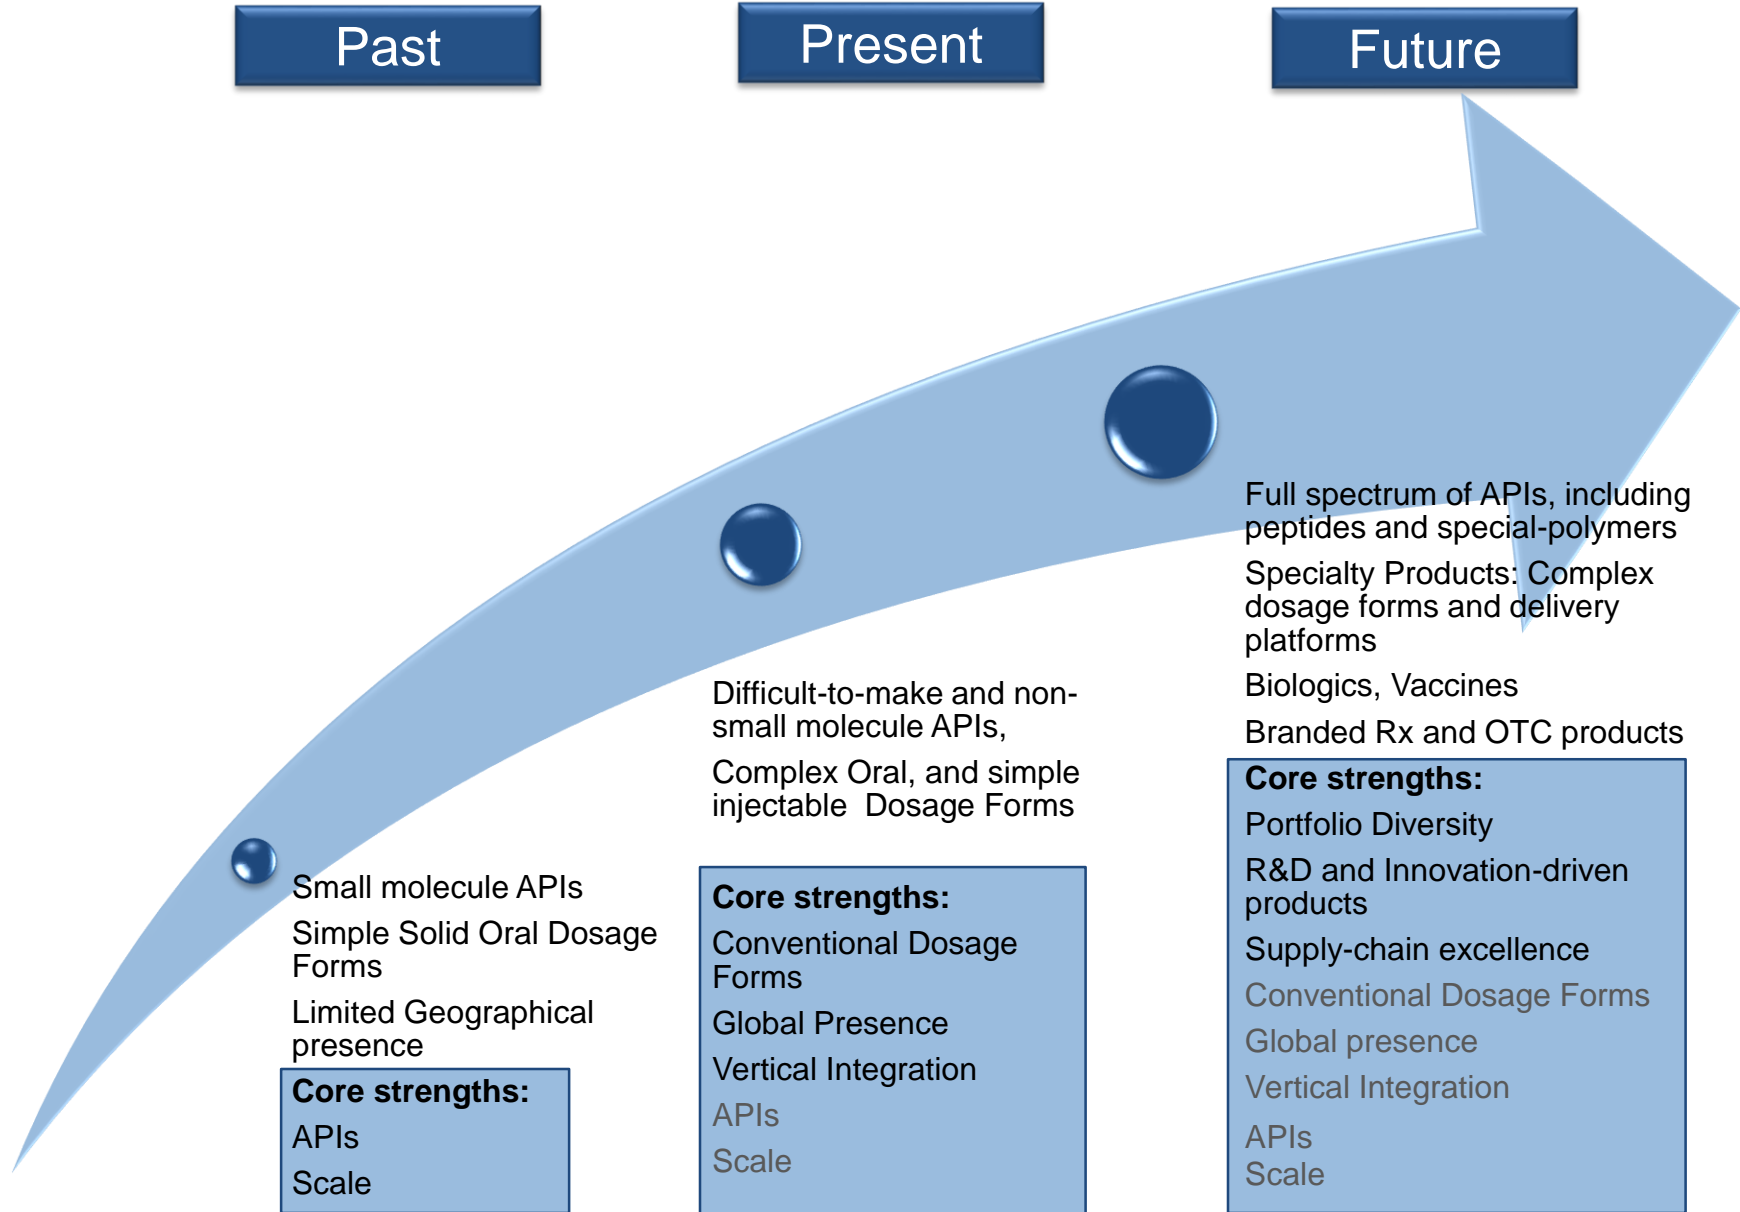 Past
Present
Future
Small molecule APIs
Simple Solid Oral Dosage
Forms
Limited Geographical
presence
Core strengths:
APIs
Scale
Difficult-to-make and non-
small molecule APIs,
Complex Oral, and simple
injectable  Dosage Forms
Core strengths:
Conventional Dosage
Forms
Global Presence
Vertical Integration
APIs
Scale
Full spectrum of APIs, including
peptides and special-polymers
Specialty Products: Complex
dosage forms and delivery
platforms
Biologics, Vaccines
Branded Rx and OTC products
Core strengths:
Portfolio Diversity
R&D and Innovation-driven
products
Supply-chain excellence
Conventional Dosage Forms
Global presence
Vertical Integration
APIs
Scale